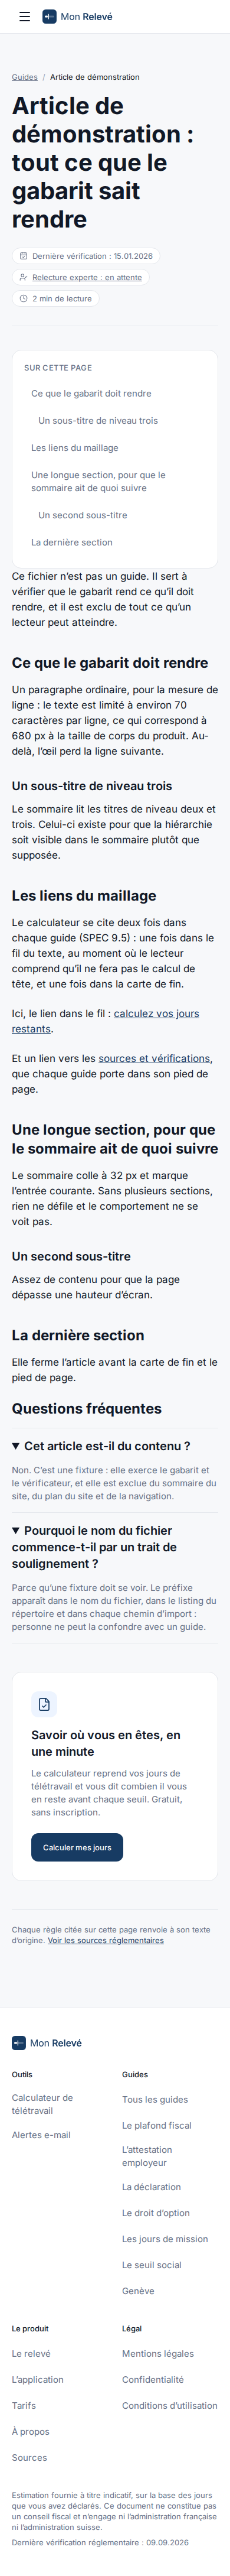 Mon Relevé
Guides / Article de démonstration
Article de
démonstration :
tout ce que le
gabarit sait
rendre
Dernière vérification : 15.01.2026
Relecture experte : en attente
2 min de lecture
SUR CETTE PAGE
Ce que le gabarit doit rendre
Un sous-titre de niveau trois
Les liens du maillage
Une longue section, pour que le
sommaire ait de quoi suivre
Un second sous-titre
La dernière section
Ce fichier n’est pas un guide. Il sert à
vérifier que le gabarit rend ce qu’il doit
rendre, et il est exclu de tout ce qu’un
lecteur peut atteindre.
Ce que le gabarit doit rendre
Un paragraphe ordinaire, pour la mesure de
ligne : le texte est limité à environ 70
caractères par ligne, ce qui correspond à
680 px à la taille de corps du produit. Au-
delà, l’œil perd la ligne suivante.
Un sous-titre de niveau trois
Le sommaire lit les titres de niveau deux et
trois. Celui-ci existe pour que la hiérarchie
soit visible dans le sommaire plutôt que
supposée.
Les liens du maillage
Le calculateur se cite deux fois dans
chaque guide (SPEC 9.5) : une fois dans le
fil du texte, au moment où le lecteur
comprend qu’il ne fera pas le calcul de
tête, et une fois dans la carte de fin.
Ici, le lien dans le fil : calculez vos jours
restants.
Et un lien vers les sources et vérifications,
que chaque guide porte dans son pied de
page.
Une longue section, pour que
le sommaire ait de quoi suivre
Le sommaire colle à 32 px et marque
l’entrée courante. Sans plusieurs sections,
rien ne défile et le comportement ne se
voit pas.
Un second sous-titre
Assez de contenu pour que la page
dépasse une hauteur d’écran.
La dernière section
Elle ferme l’article avant la carte de fin et le
pied de page.
Questions fréquentes
Cet article est-il du contenu ?
Non. C’est une fixture : elle exerce le gabarit et
le vérificateur, et elle est exclue du sommaire du
site, du plan du site et de la navigation.
Pourquoi le nom du fichier
commence-t-il par un trait de
soulignement ?
Parce qu’une fixture doit se voir. Le préfixe
apparaît dans le nom du fichier, dans le listing du
répertoire et dans chaque chemin d’import :
personne ne peut la confondre avec un guide.
Savoir où vous en êtes, en
une minute
Le calculateur reprend vos jours de
télétravail et vous dit combien il vous
en reste avant chaque seuil. Gratuit,
sans inscription.
Calculer mes jours
Chaque règle citée sur cette page renvoie à son texte
d’origine. Voir les sources réglementaires
Mon Relevé
Outils
Calculateur de
télétravail
Alertes e-mail
Guides
Tous les guides
Le plafond fiscal
L’attestation
employeur
La déclaration
Le droit d’option
Les jours de mission
Le seuil social
Genève
Le produit
Le relevé
L’application
Tarifs
À propos
Sources
Légal
Mentions légales
Confidentialité
Conditions d’utilisation
Estimation fournie à titre indicatif, sur la base des jours
que vous avez déclarés. Ce document ne constitue pas
un conseil fiscal et n’engage ni l’administration française
ni l’administration suisse.
Dernière vérification réglementaire : 09.09.2026